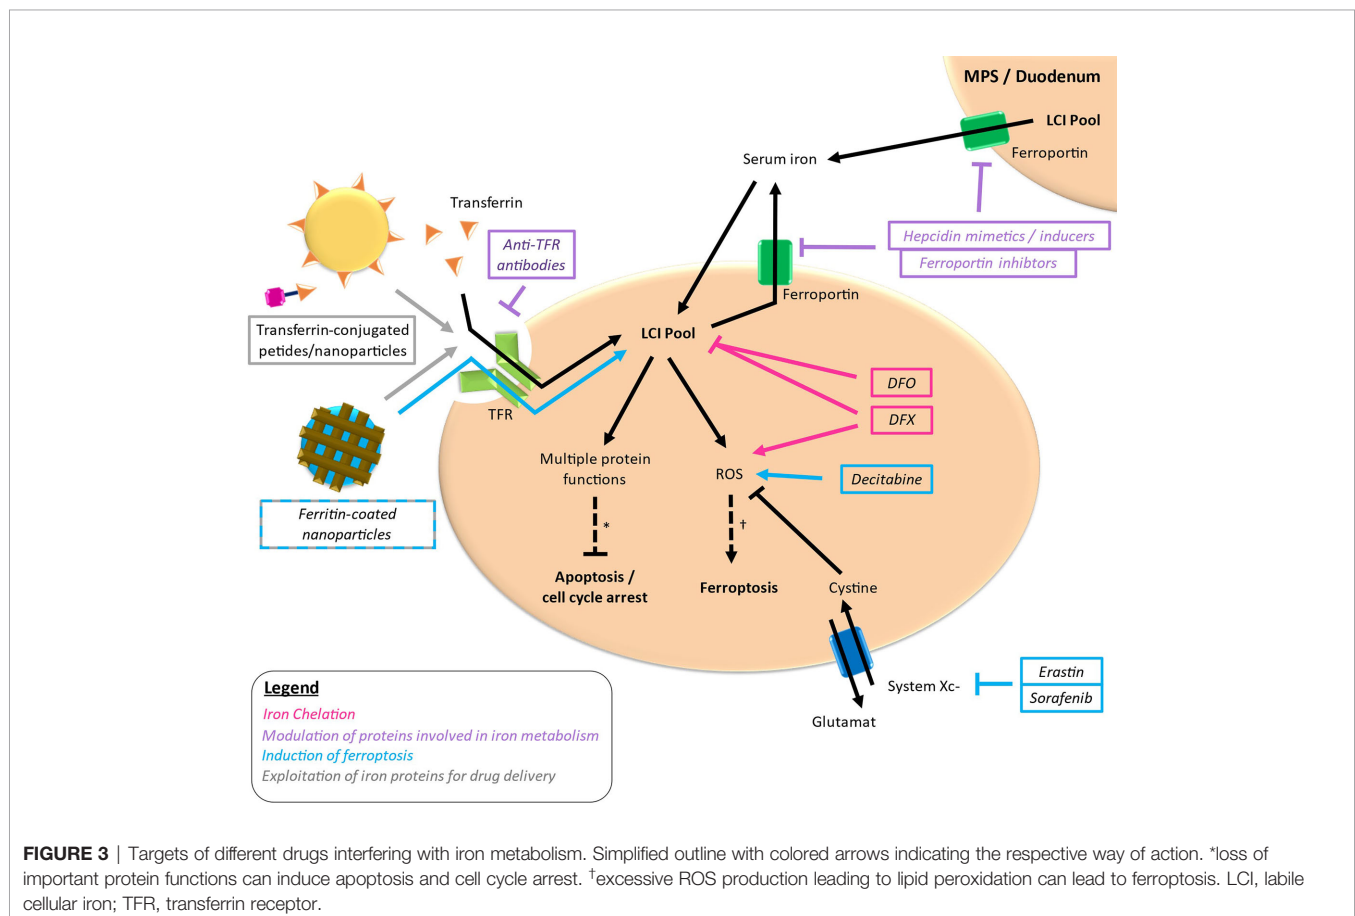 MPS / Duodenum
LCI Pool
Ferroportin
Serum iron
Transferrin
Anti-TFR
antibodies
Hepcidin mimetics / inducers
Ferroportin inhibtors
Ferroportin
Transferrin-conjugated
petides/nanoparticles
LCI Pool
TFR
DFO
DFX
Multiple protein
functions
ROS
Decitabine
*
†
Ferritin-coated
nanoparticles
Apoptosis /
cell cycle arrest
Ferroptosis
Cystine
System Xc-
Erastin
Sorafenib
Glutamat
Legend
Iron Chelation
Modulation of proteins involved in iron metabolism
Induction of ferroptosis
Exploitation of iron proteins for drug delivery
FIGURE 3 | Targets of different drugs interfering with iron metabolism. Simplified outline with colored arrows indicating the respective way of action. *loss of
important protein functions can induce apoptosis and cell cycle arrest. †excessive ROS production leading to lipid peroxidation can lead to ferroptosis. LCI, labile
cellular iron; TFR, transferrin receptor.